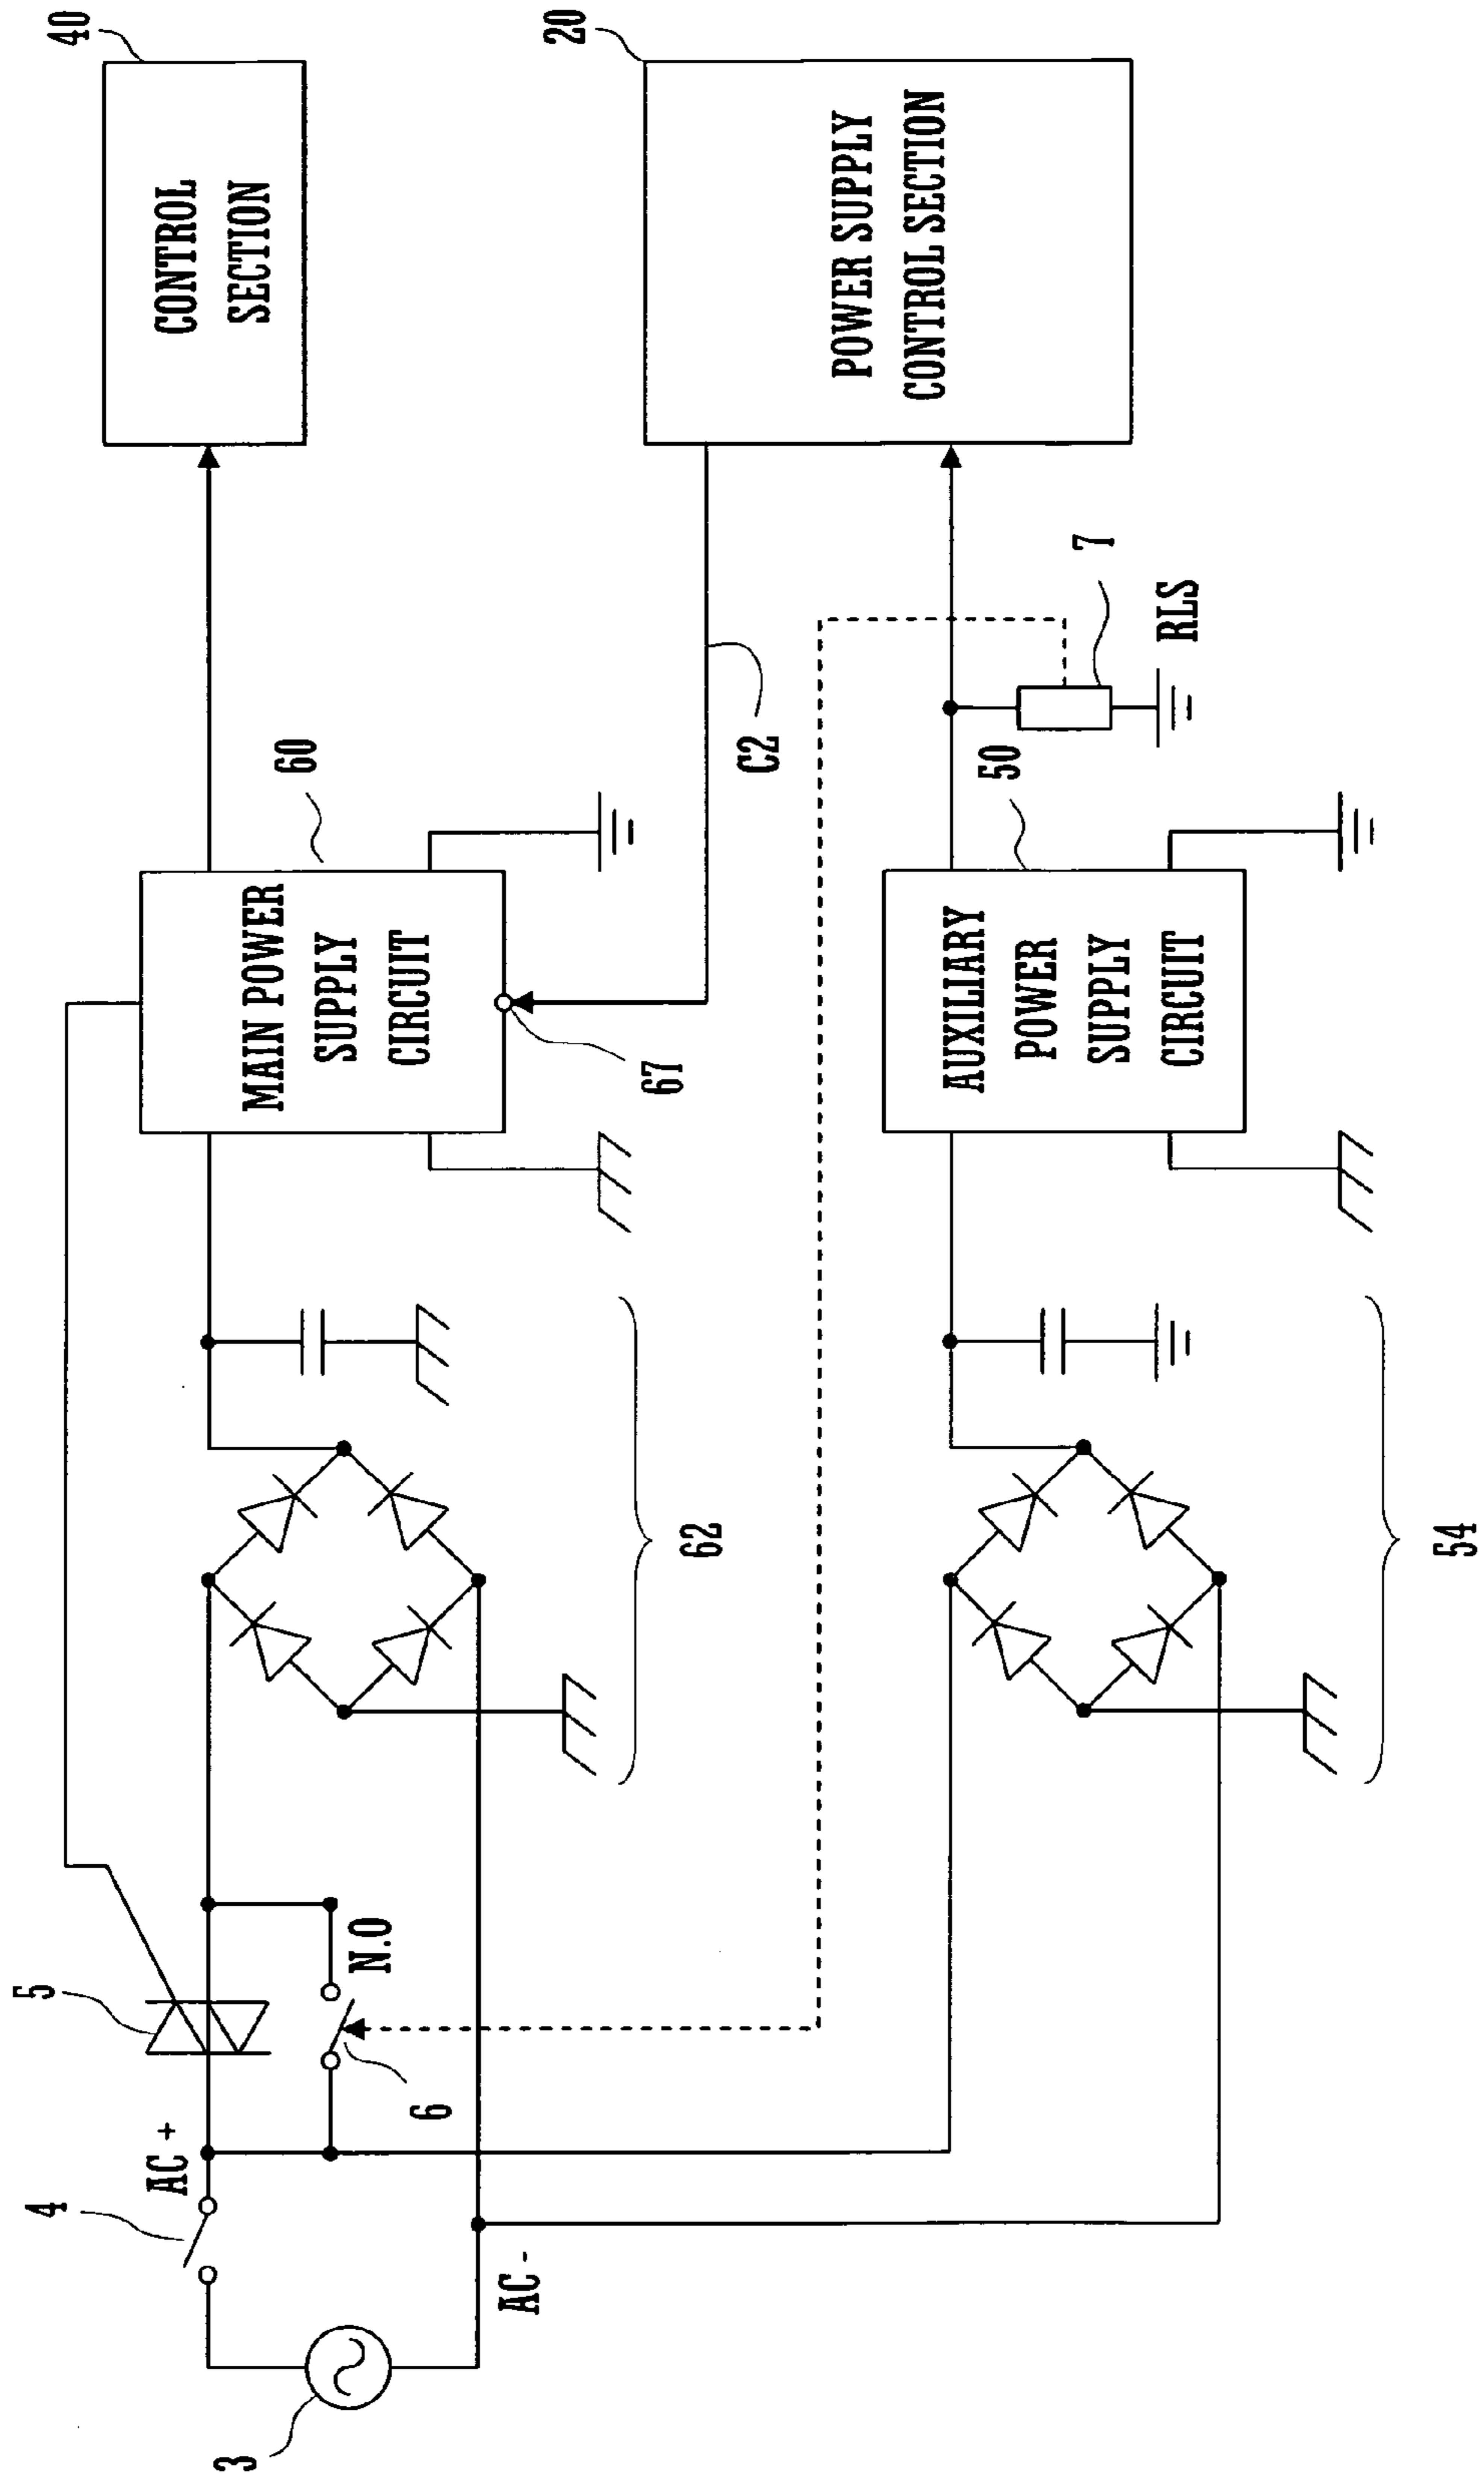 40
CONTROL
SECTION
20
POWER SUPPLY
CONTROL SECTION
60
MAIN POWER
SUPPLY
CIRCUIT
67
C2
7
RLS
50
AUXILIARY
POWER
SUPPLY
CIRCUIT
62
54
5
N.O
6
4
AC +
AC -
3